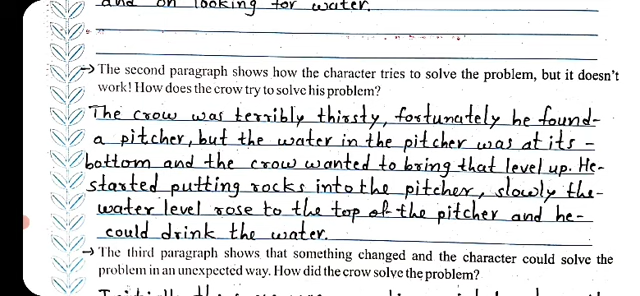 and on looking for water.
→ The second paragraph shows how the character tries to solve the problem, but it doesn't
work! How does the crow try to solve his problem?
The crow was terribly thirsty, fortunately he found-
a pitcher, but the water in the pitcher was at its -
bottom and the crow wanted to bring that level up. He-
started putting rocks into the pitcher, slowly the-
water level rose to the top of the pitcher and he-
could drink the water.
→ The third paragraph shows that something changed and the character could solve the
problem in an unexpected way. How did the crow solve the problem?